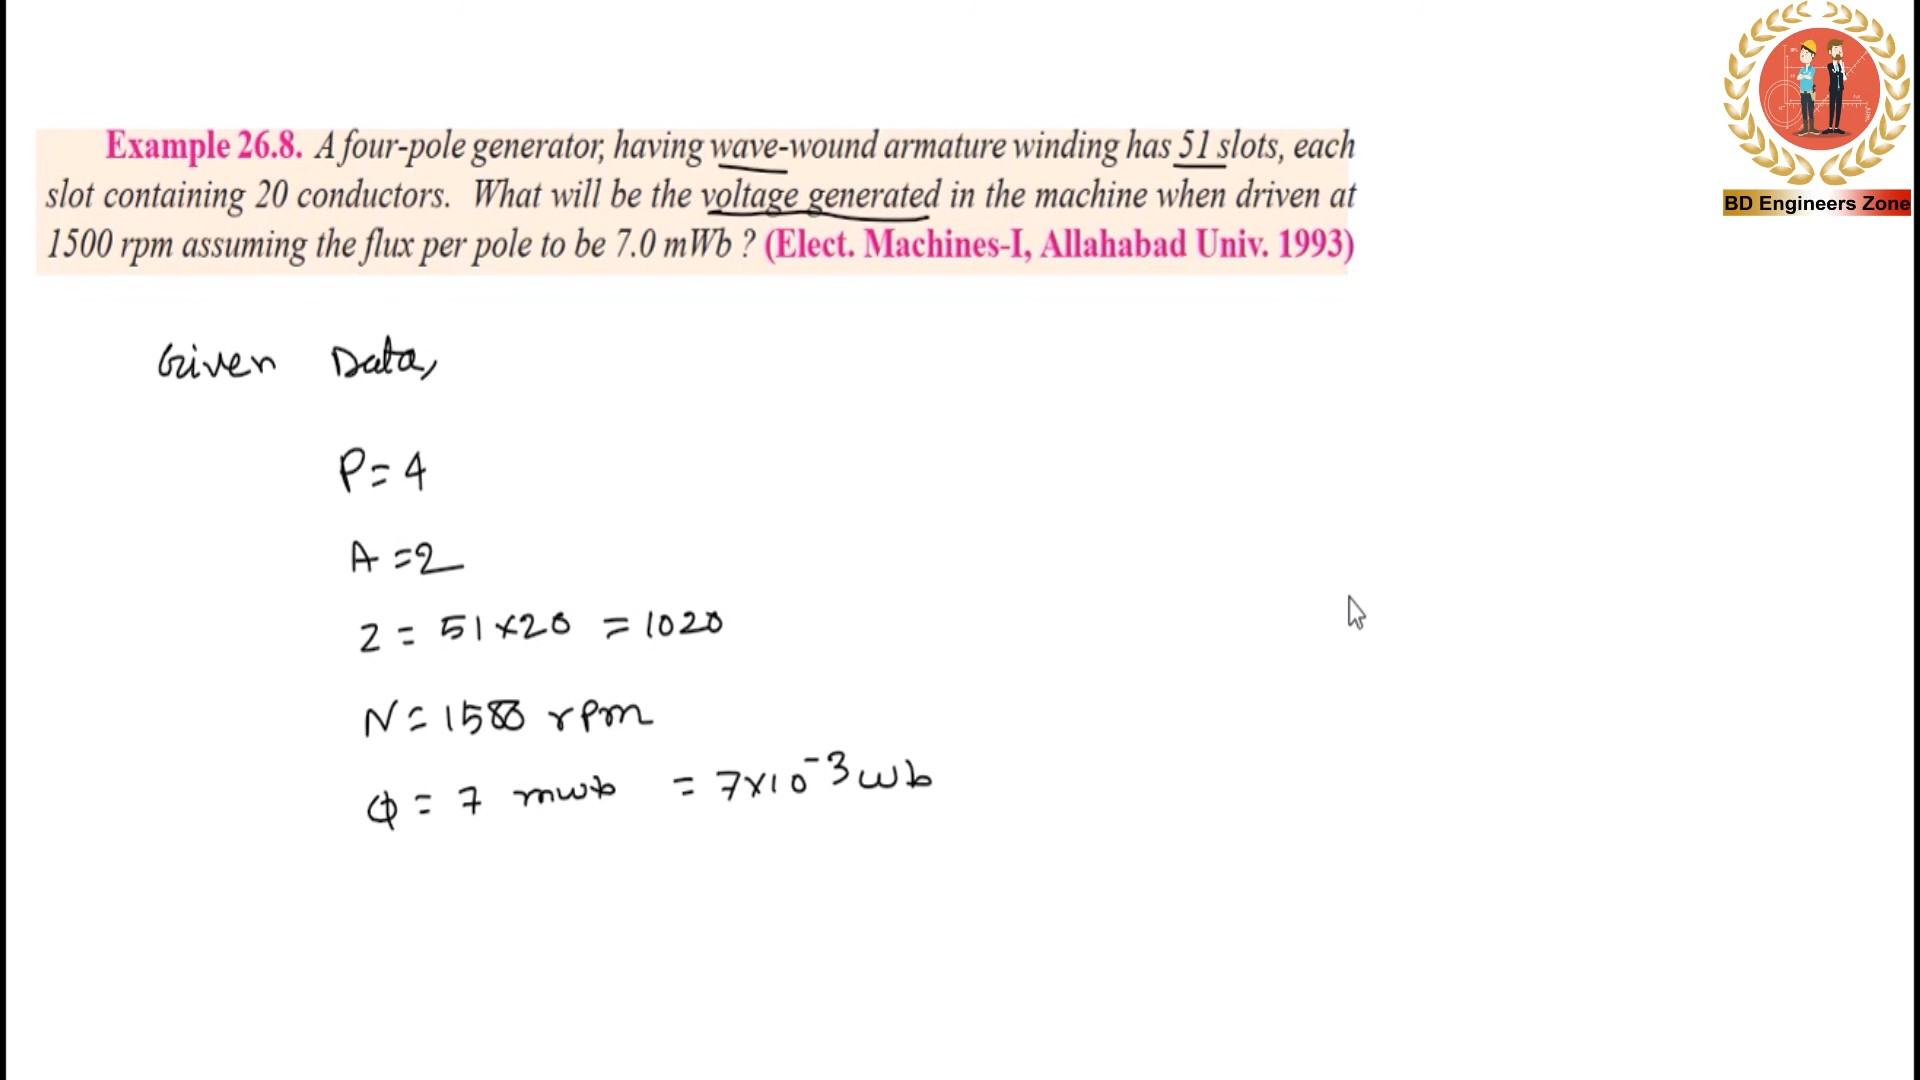 Example 26.8. A four-pole generator, having wave-wound armature winding has 51 slots, each
slot containing 20 conductors. What will be the voltage generated in the machine when driven at
1500 rpm assuming the flux per pole to be 7.0 mWb ? (Elect. Machines-I, Allahabad Univ. 1993)
BD Engineers Zone
Given Data,
P = 4
A = 2
Z = 51 × 20 = 1020
N = 1500 rpm
Φ = 7 mwb = 7×10⁻³ wb